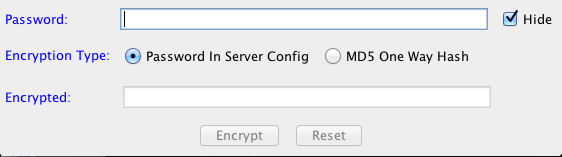 Password: Hide
Encryption Type: Password In Server Config MD5 One Way Hash
Encrypted:
Encrypt Reset